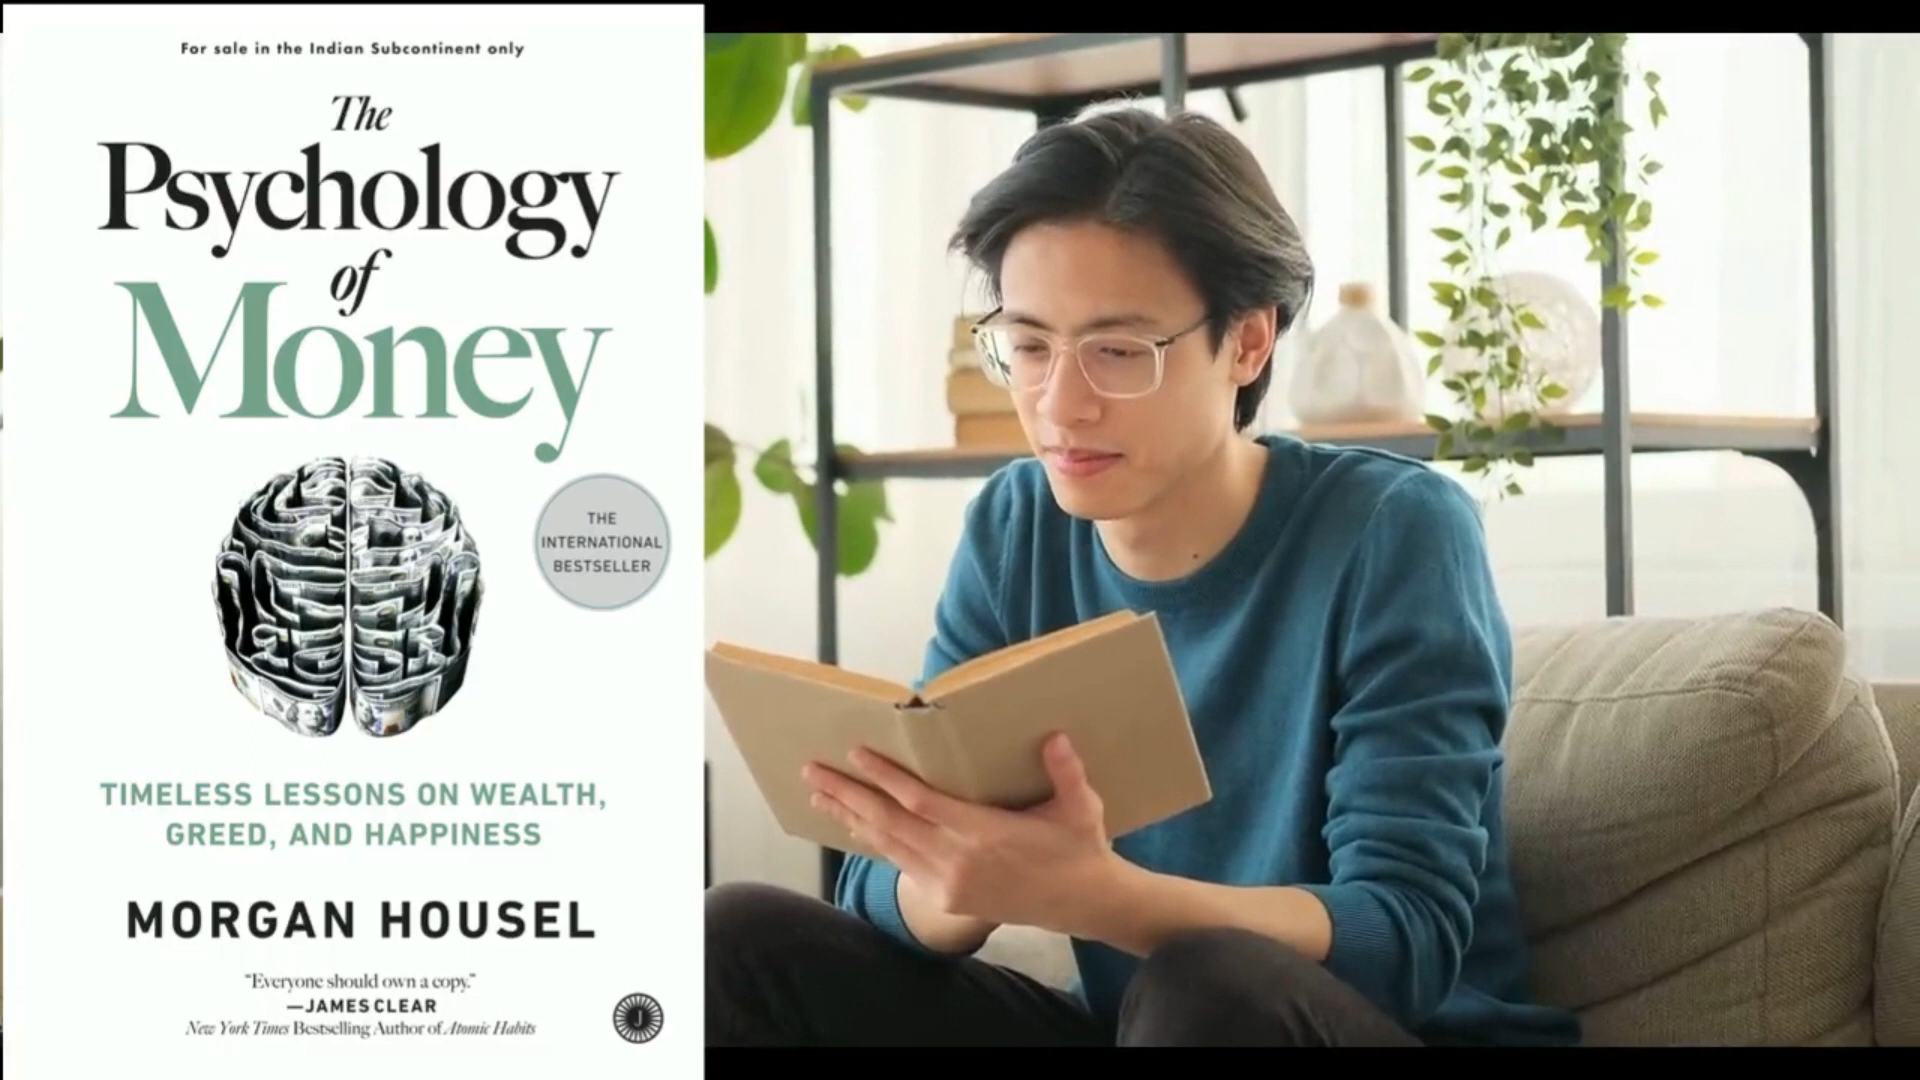 For sale in the Indian Subcontinent only
The
Psychology
of
Money
THE
INTERNATIONAL
BESTSELLER
TIMELESS LESSONS ON WEALTH,
GREED, AND HAPPINESS
MORGAN HOUSEL
“Everyone should own a copy.”
—JAMES CLEAR
New York Times Bestselling Author of Atomic Habits
J